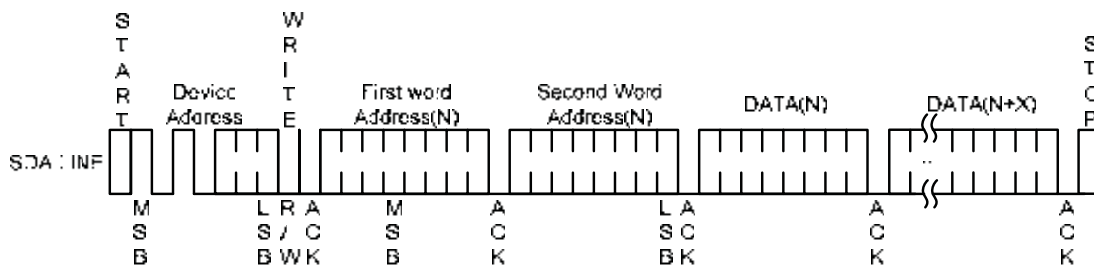 START
WRITE
STOP
Device
Address
First word
Address(N)
Second Word
Address(N)
DATA(N)
DATA(N+X)
SDA LINE
..
MSB
LSB
R/W
ACK
MSB
ACK
LSB
ACK
ACK
ACK